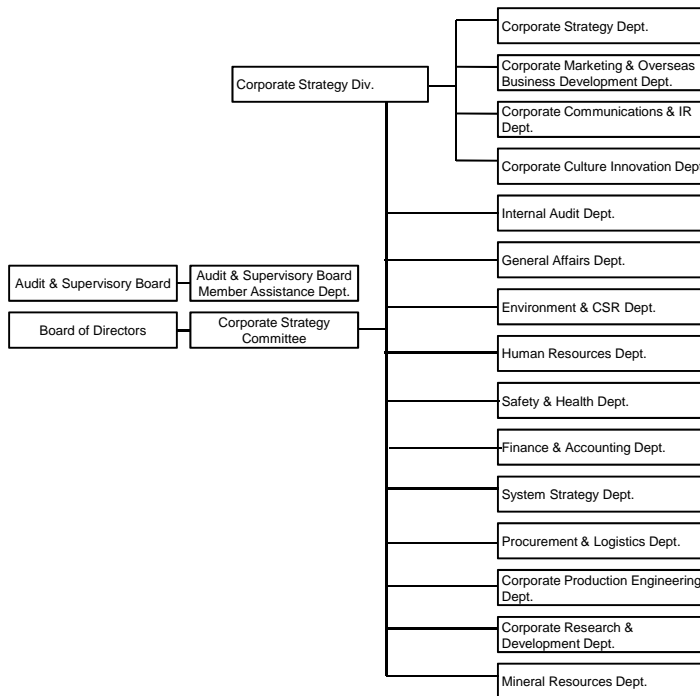 Corporate Strategy Dept.
Corporate Marketing & Overseas
Business Development Dept.
Corporate Strategy Div.
Corporate Communications & IR
Dept.
Corporate Culture Innovation Dept
Internal Audit Dept.
General Affairs Dept.
Audit & Supervisory Board
Audit & Supervisory Board
Member Assistance Dept.
Environment & CSR Dept.
Board of Directors
Corporate Strategy
Committee
Human Resources Dept.
Safety & Health Dept.
Finance & Accounting Dept.
System Strategy Dept.
Procurement & Logistics Dept.
Corporate Production Engineering
Dept.
Corporate Research &
Development Dept.
Mineral Resources Dept.